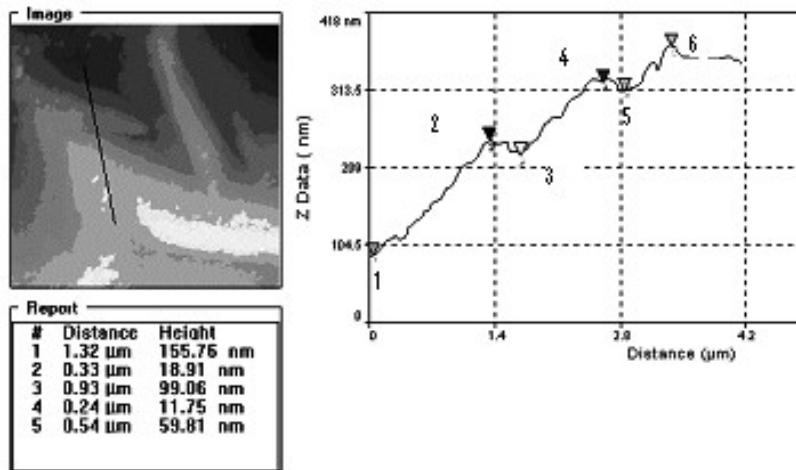 Image
Report
# Distance Height
1 1.32 µm 155.76 nm
2 0.33 µm 18.91 nm
3 0.93 µm 99.06 nm
4 0.24 µm 11.75 nm
5 0.54 µm 59.81 nm
418 nm
313.5
209
104.5
0
Z Data ( nm)
1
2
3
4
5
6
0 1.4 2.8 4.2
Distance (µm)